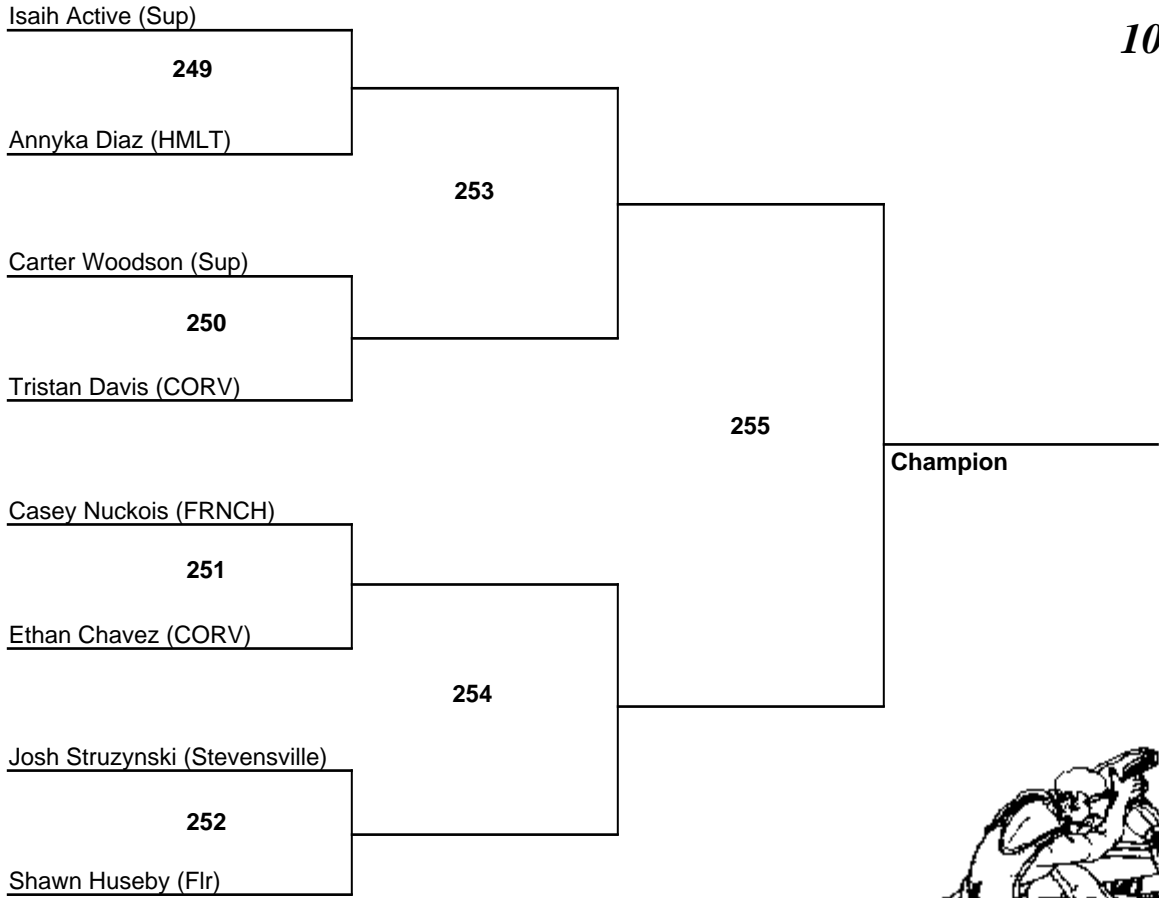 Isaih Active (Sup)
10
249
Annyka Diaz (HMLT)
253
Carter Woodson (Sup)
250
Tristan Davis (CORV)
255
Champion
Casey Nuckois (FRNCH)
251
Ethan Chavez (CORV)
254
Josh Struzynski (Stevensville)
252
Shawn Huseby (Flr)